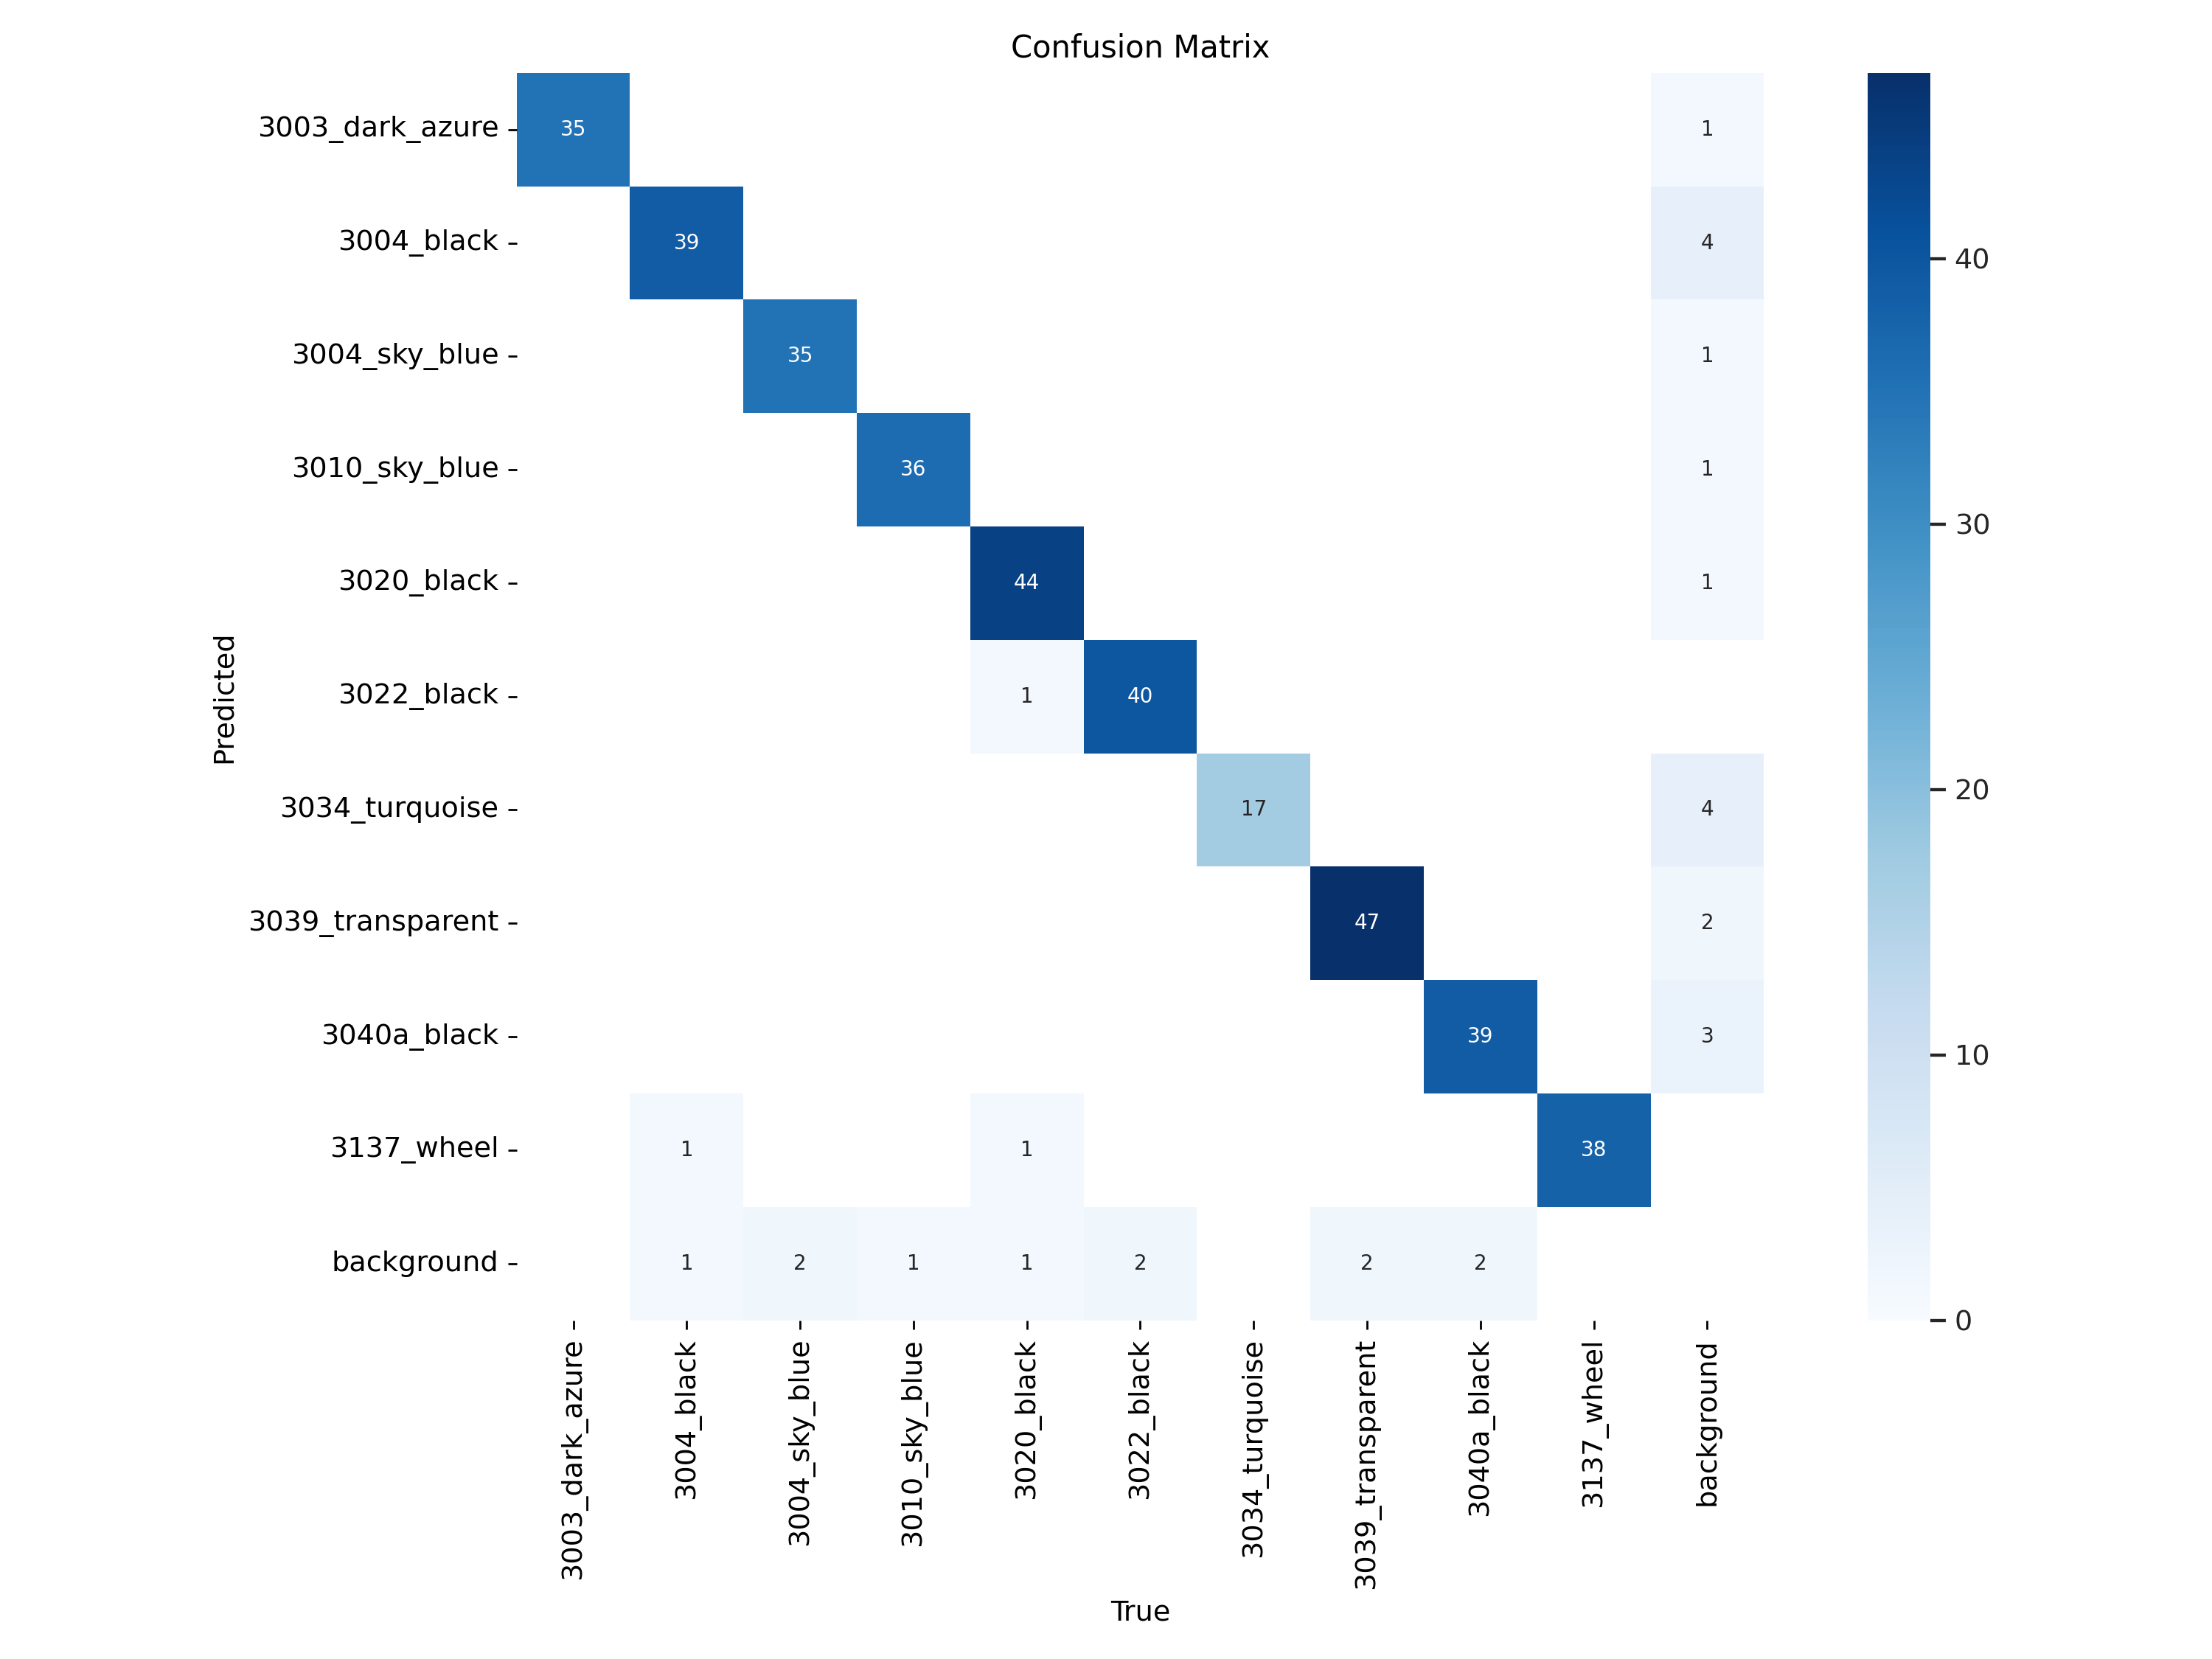 Confusion Matrix
3003_dark_azure 35 1
3004_black 39 4
40
3004_sky_blue 35 1
3010_sky_blue 36 1
30
3020_black 44 1
Predicted
3022_black 1 40
3034_turquoise 17 4
20
3039_transparent 47 2
3040a_black 39 3
10
3137_wheel 1 1 38
background 1 2 1 1 2 2 2
0
3003_dark_azure
3004_black
3004_sky_blue
3010_sky_blue
3020_black
3022_black
3034_turquoise
3039_transparent
3040a_black
3137_wheel
background
True